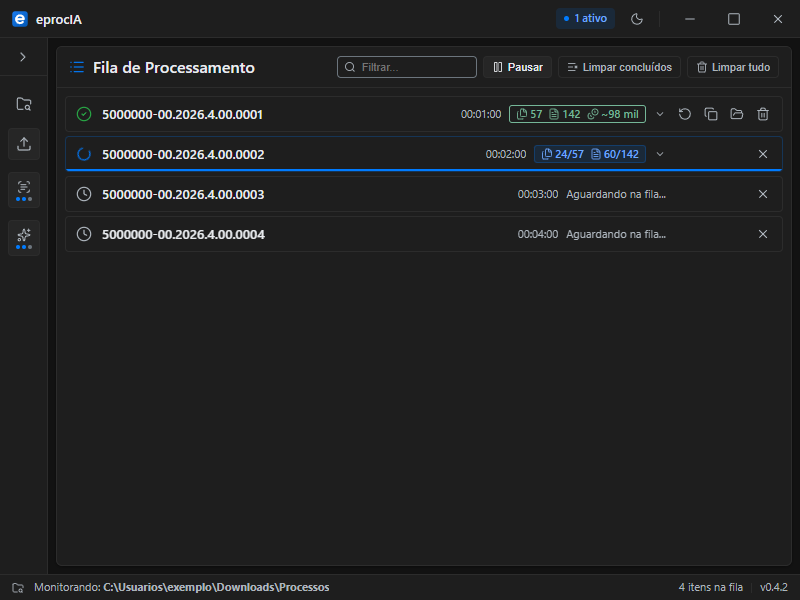 e eprocIA
1 ativo
Fila de Processamento
Filtrar...
Pausar
Limpar concluídos
Limpar tudo
5000000-00.2026.4.00.0001 00:01:00 57 142 ~98 mil
5000000-00.2026.4.00.0002 00:02:00 24/57 60/142
5000000-00.2026.4.00.0003 00:03:00 Aguardando na fila...
5000000-00.2026.4.00.0004 00:04:00 Aguardando na fila...
Monitorando: C:\Usuarios\exemplo\Downloads\Processos
4 itens na fila
v0.4.2